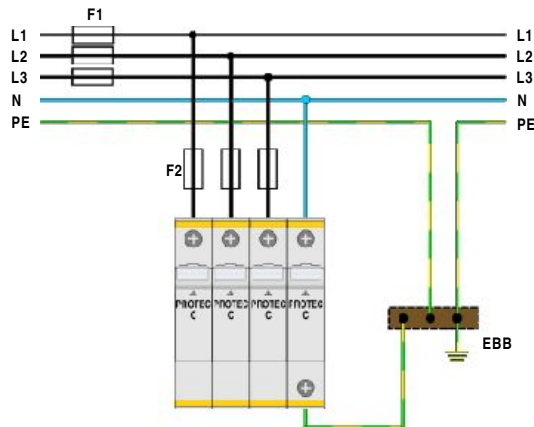 F1
L1 L1
L2 L2
L3 L3
N N
PE PE
F2
PROTEC PROTEC PROTEC PROTEC
C C C C
EBB